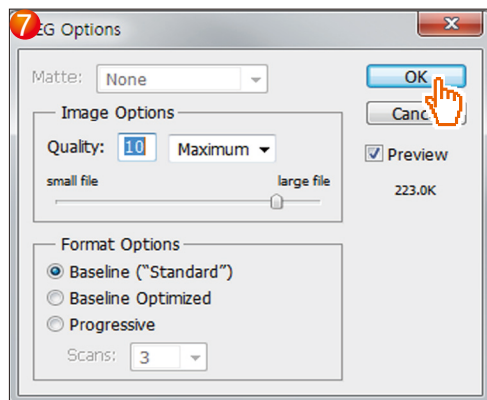 7
EG Options
Matte: None
OK
Image Options
Canc
Quality: 10 Maximum
Preview
small file large file
223.0K
Format Options
Baseline ("Standard")
Baseline Optimized
Progressive
Scans: 3